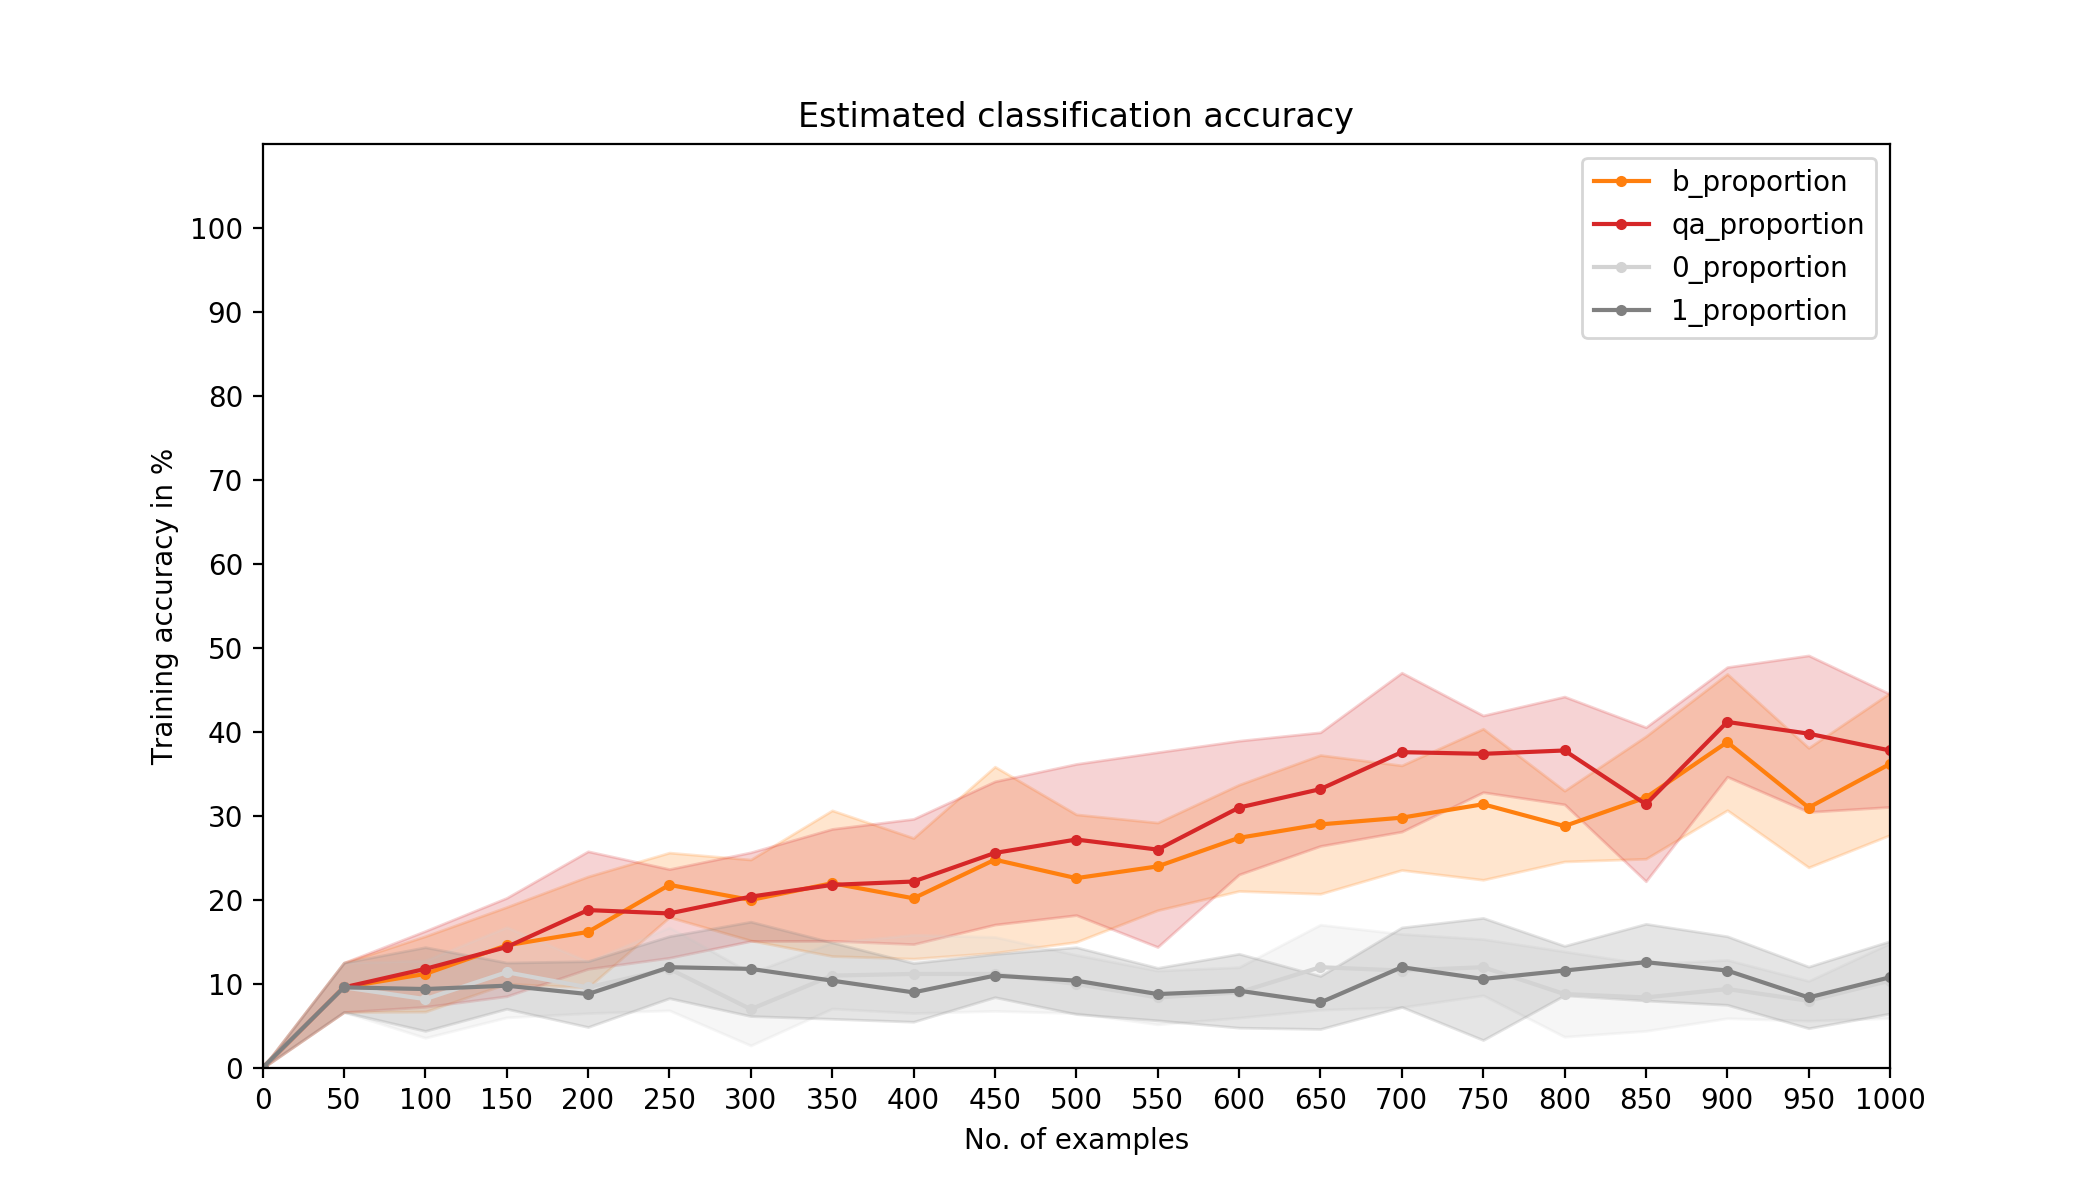 Estimated classification accuracy
b_proportion
qa_proportion
0_proportion
1_proportion
Training accuracy in %
100
90
80
70
60
50
40
30
20
10
0
0 50 100 150 200 250 300 350 400 450 500 550 600 650 700 750 800 850 900 950 1000
No. of examples